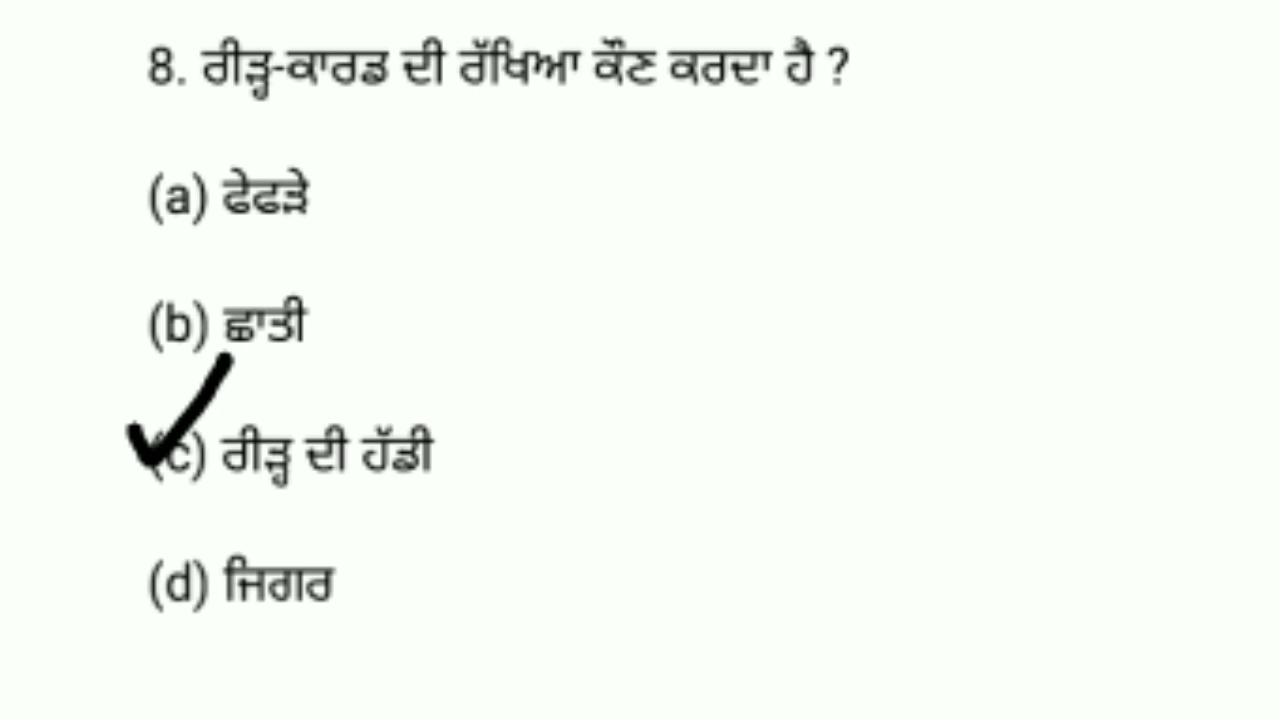 8. ਰੀੜ੍ਹ-ਕਾਰਡ ਦੀ ਰੱਖਿਆ ਕੌਣ ਕਰਦਾ ਹੈ ?
(a) ਫੇਫੜੇ
(b) ਛਾਤੀ
(c) ਰੀੜ੍ਹ ਦੀ ਹੱਡੀ
(d) ਜਿਗਰ